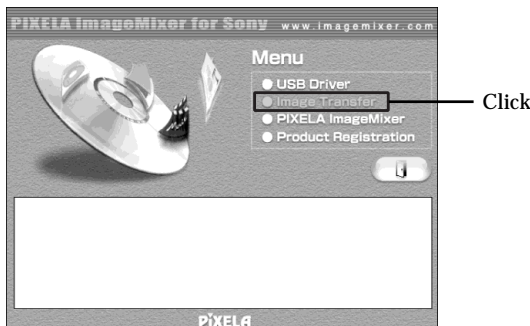 PIXELA ImageMixer for Sony www.imagemixer.com
Menu
USB Driver
Image Transfer
PIXELA ImageMixer
Product Registration
Click
PIXELA